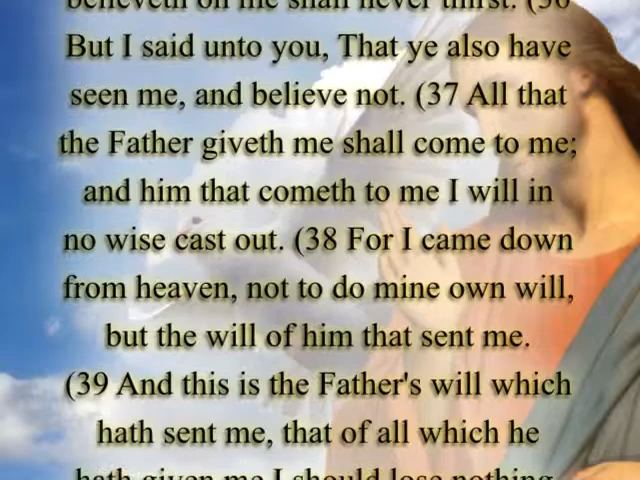 believeth on me shall never thirst. (36
But I said unto you, That ye also have
seen me, and believe not. (37 All that
the Father giveth me shall come to me;
and him that cometh to me I will in
no wise cast out. (38 For I came down
from heaven, not to do mine own will,
but the will of him that sent me.
(39 And this is the Father's will which
hath sent me, that of all which he
hath given me I should lose nothing,